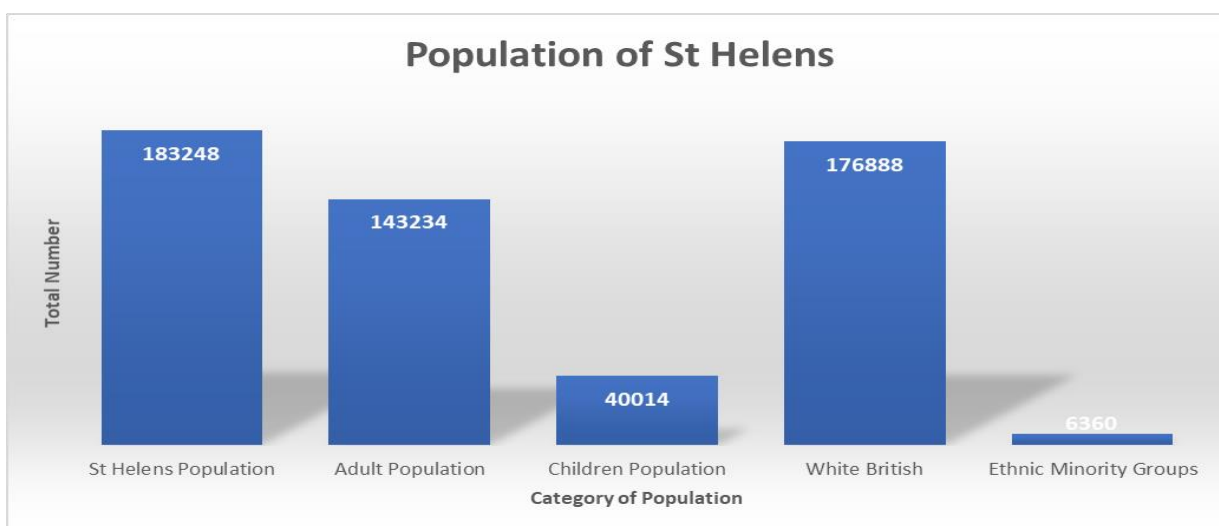 Population of St Helens
Total Number
183248
143234
40014
176888
6360
St Helens Population
Adult Population
Children Population
White British
Ethnic Minority Groups
Category of Population